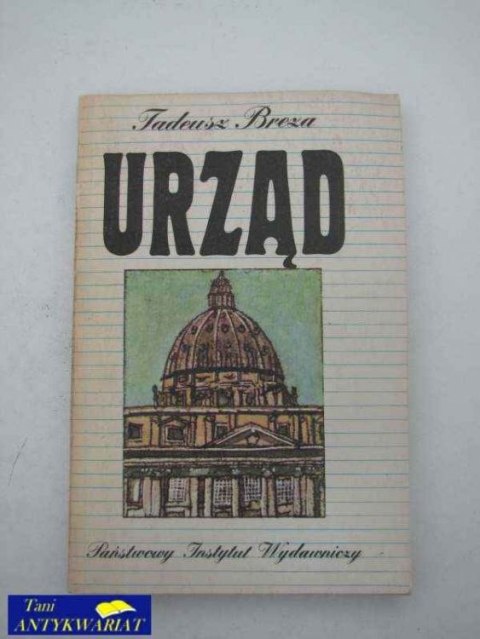 Tadeusz Breza
URZĄD
Państwowy Instytut Wydawniczy
Tani
ANTYKWARIAT